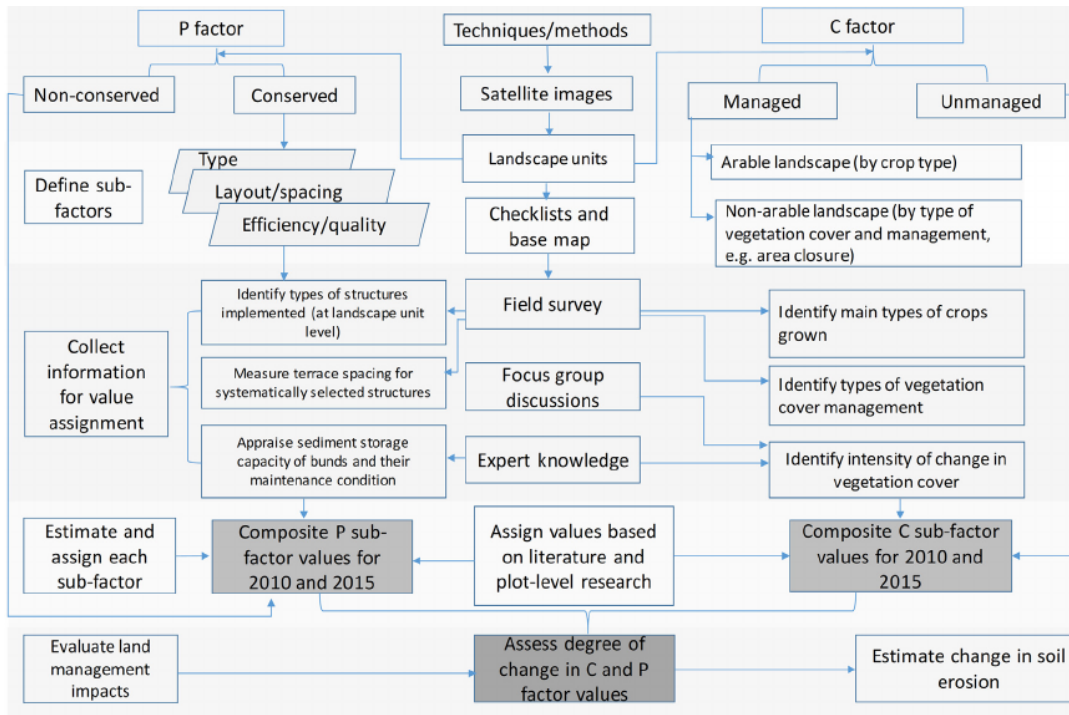 P factor
Techniques/methods
C factor
Non-conserved
Conserved
Satellite images
Managed
Unmanaged
Type
Layout/spacing
Efficiency/quality
Define sub-
factors
Landscape units
Arable landscape (by crop type)
Checklists and
base map
Non-arable landscape (by type of
vegetation cover and management,
e.g. area closure)
Collect
information
for value
assignment
Identify types of structures
implemented (at landscape unit
level)
Field survey
Identify main types of crops
grown
Measure terrace spacing for
systematically selected structures
Focus group
discussions
Identify types of vegetation
cover management
Appraise sediment storage
capacity of bunds and their
maintenance condition
Expert knowledge
Identify intensity of change in
vegetation cover
Estimate and
assign each
sub-factor
Composite P sub-
factor values for
2010 and 2015
Assign values based
on literature and
plot-level research
Composite C sub-factor
values for 2010 and
2015
Evaluate land
management
impacts
Assess degree of
change in C and P
factor values
Estimate change in soil
erosion